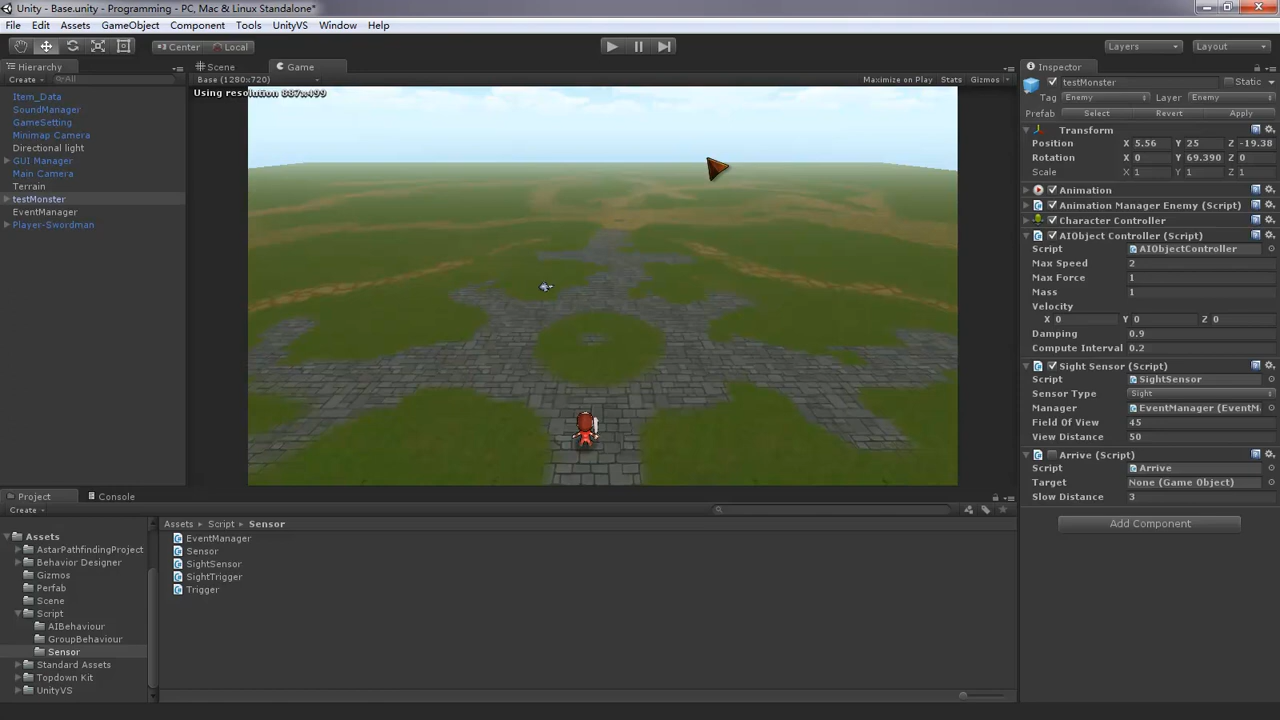 Unity - Base.unity - Programming - PC, Mac & Linux Standalone*
File Edit Assets GameObject Component Tools UnityVS Window Help
Center Local Layers Layout
Hierarchy
Create All
Item_Data
SoundManager
GameSetting
Minimap Camera
Directional light
GUI Manager
Main Camera
Terrain
testMonster
EventManager
Player-Swordman
Scene Game
Base (1280x720) Maximize on Play Stats Gizmos
Using resolution 887x499
Inspector
testMonster Static
Tag Enemy Layer Enemy
Prefab Select Revert Apply
Transform
Position X 5.56 Y 25 Z -19.38
Rotation X 0 Y 69.390 Z 0
Scale X 1 Y 1 Z 1
Animation
Animation Manager Enemy (Script)
Character Controller
AIObject Controller (Script)
Script AIObjectController
Max Speed 2
Max Force 1
Mass 1
Velocity
X 0 Y 0 Z 0
Damping 0.9
Compute Interval 0.2
Sight Sensor (Script)
Script SightSensor
Sensor Type Sight
Manager EventManager (EventM
Field Of View 45
View Distance 50
Arrive (Script)
Script Arrive
Target None (Game Object)
Slow Distance 3
Add Component
Project Console
Create
Assets
AstarPathfindingProject
Behavior Designer
Gizmos
Perfab
Scene
Script
AIBehaviour
GroupBehaviour
Sensor
Standard Assets
Topdown Kit
UnityVS
Assets Script Sensor
EventManager
Sensor
SightSensor
SightTrigger
Trigger